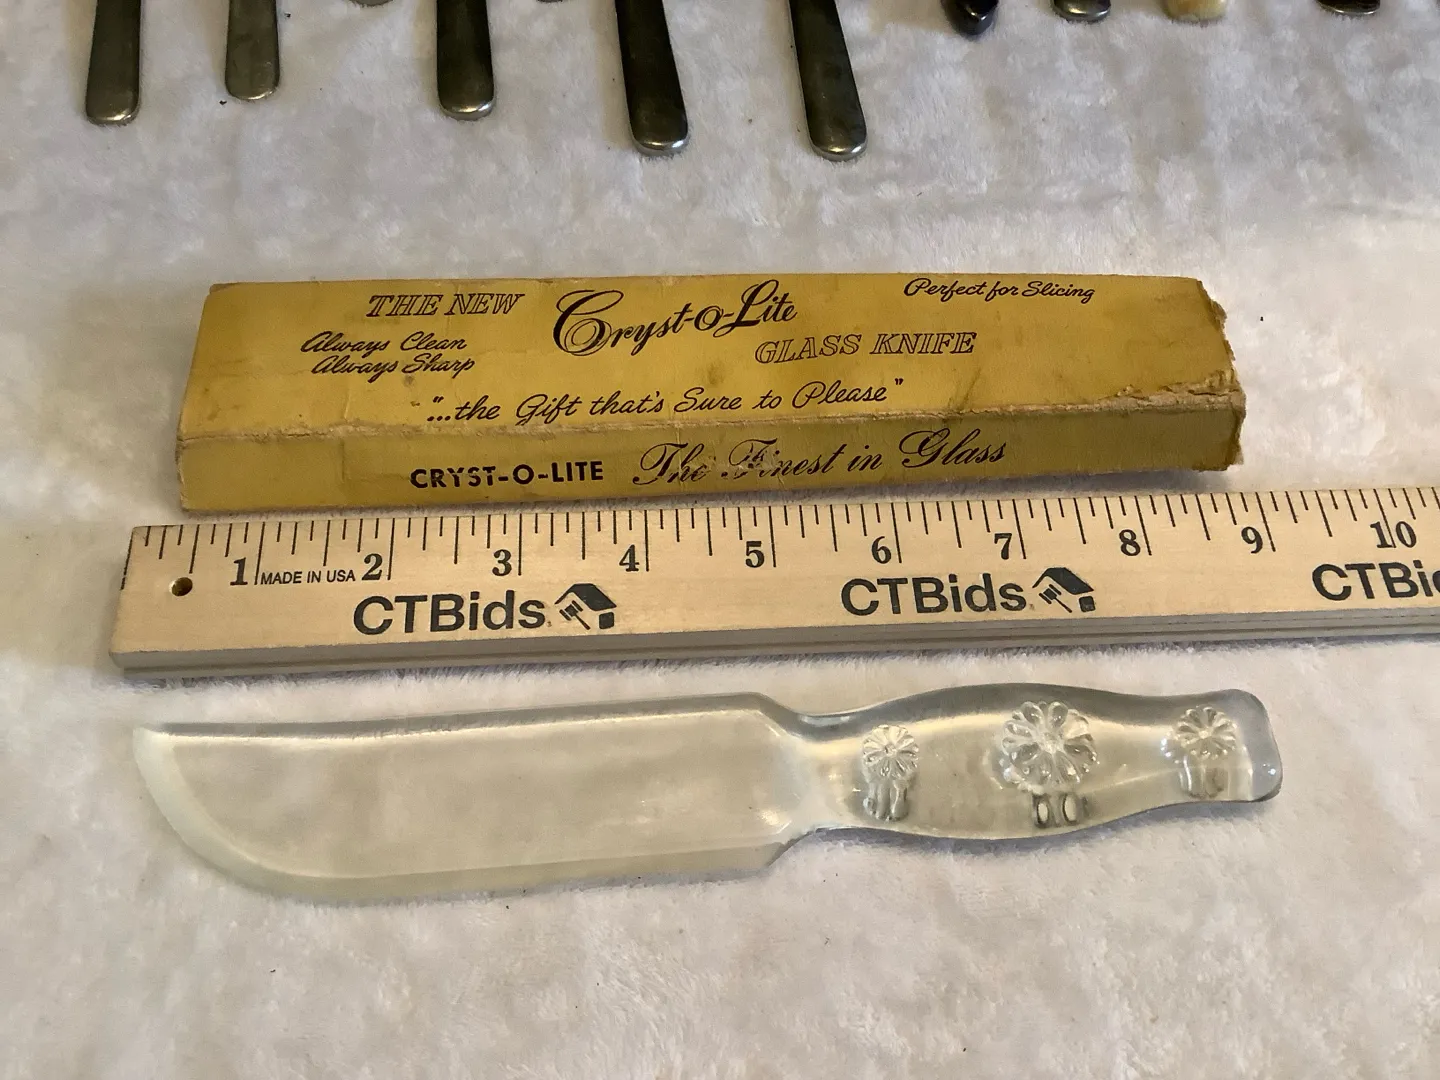 THE NEW Cryst-o-Lite Perfect for Slicing
Always Clean
Always Sharp
GLASS KNIFE
"...the Gift that's Sure to Please"
CRYST-O-LITE The Finest in Glass
1 MADE IN USA 2 3 4 5 6 7 8 9 10
CTBids CTBids CTBi